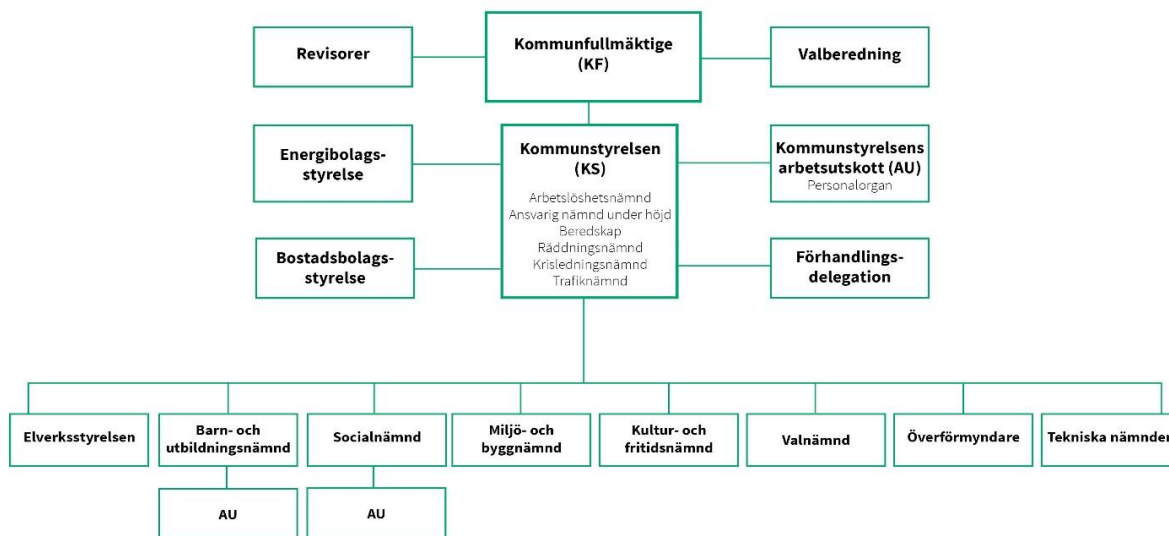 Revisorer
Kommunfullmäktige
(KF)
Valberedning
Energibolags-
styrelse
Kommunstyrelsen
(KS)
Arbetslöshetsnämnd
Ansvarig nämnd under höjd
Beredskap
Räddningsnämnd
Krisledningsnämnd
Trafiknämnd
Kommunstyrelsens
arbetsutskott (AU)
Personalorgan
Bostadsbolags-
styrelse
Förhandlings-
delegation
Elverksstyrelsen
Barn- och
utbildningsnämnd
Socialnämnd
Miljö- och
byggnämnd
Kultur- och
fritidsnämnd
Valnämnd
Överförmyndare
Tekniska nämnden
AU
AU